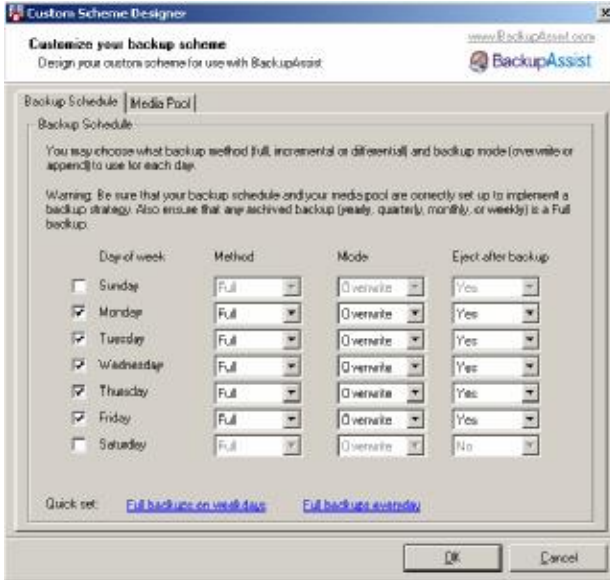 Custom Scheme Designer
Customize your backup scheme
Design your custom scheme for use with BackupAssist
www.BackupAssist.com
BackupAssist
Backup Schedule Media Pool
Backup Schedule
You may choose what backup method (full, incremental or differential) and backup mode (overwrite or
append) to use for each day.
Warning: Be sure that your backup schedule and your media pool are correctly set up to implement a
backup strategy. Also ensure that any archived backup (yearly, quarterly, monthly, or weekly) is a Full
backup.
Day of week Method Mode Eject after backup
Sunday Full Overwrite Yes
Monday Full Overwrite Yes
Tuesday Full Overwrite Yes
Wednesday Full Overwrite Yes
Thursday Full Overwrite Yes
Friday Full Overwrite Yes
Saturday Full Overwrite No
Quick set: Full backups on weekdays Full backups everyday
OK Cancel